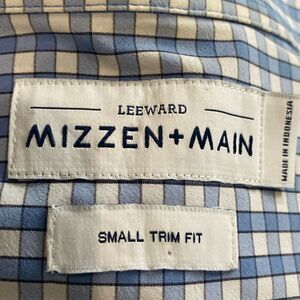 LEEWARD
MIZZEN+MAIN
MADE IN INDONESIA
SMALL TRIM FIT